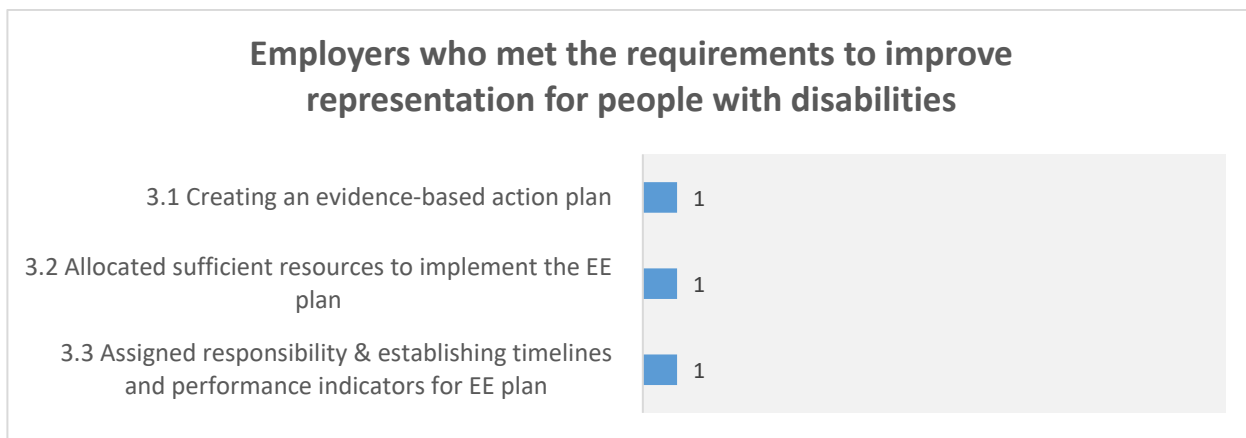 Employers who met the requirements to improve
representation for people with disabilities
3.1 Creating an evidence-based action plan
1
3.2 Allocated sufficient resources to implement the EE
plan
1
3.3 Assigned responsibility & establishing timelines
and performance indicators for EE plan
1